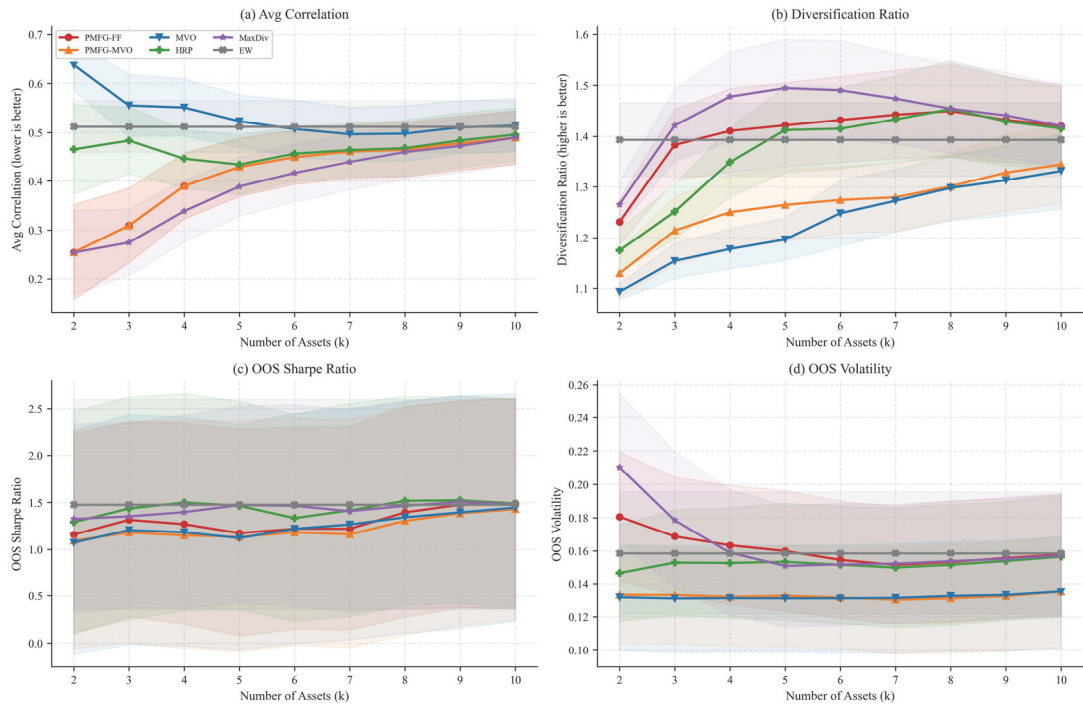 (a) Avg Correlation
PMFG-FF
PMFG-MVO
MVO
HRP
MaxDiv
EW
0.7
0.6
0.5
0.4
0.3
0.2
Avg Correlation (lower is better)
2 3 4 5 6 7 8 9 10
Number of Assets (k)
(b) Diversification Ratio
1.6
1.5
1.4
1.3
1.2
1.1
Diversification Ratio (higher is better)
2 3 4 5 6 7 8 9 10
Number of Assets (k)
(c) OOS Sharpe Ratio
2.5
2.0
1.5
1.0
0.5
0.0
OOS Sharpe Ratio
2 3 4 5 6 7 8 9 10
Number of Assets (k)
(d) OOS Volatility
0.26
0.24
0.22
0.20
0.18
0.16
0.14
0.12
0.10
OOS Volatility
2 3 4 5 6 7 8 9 10
Number of Assets (k)